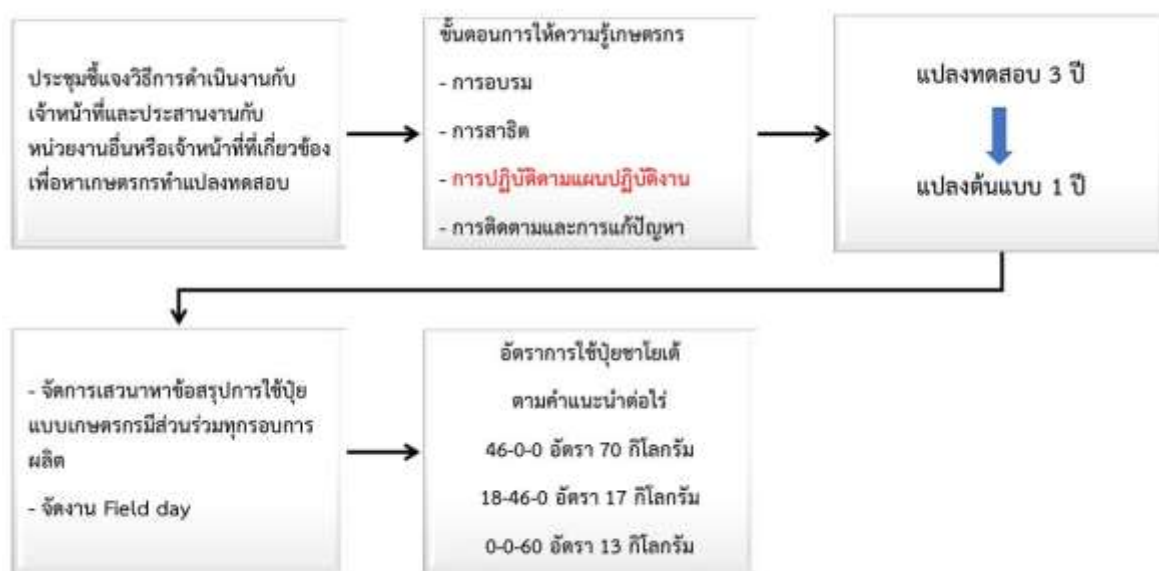 ประชุมชี้แจงวิธีการดำเนินงานกับ
เจ้าหน้าที่และประสานงานกับ
หน่วยงานอื่นหรือเจ้าหน้าที่ที่เกี่ยวข้อง
เพื่อหาเกษตรกรทำแปลงทดสอบ
ขั้นตอนการให้ความรู้เกษตรกร
- การอบรม
- การสาธิต
- การปฏิบัติตามแผนปฏิบัติงาน
- การติดตามและการแก้ปัญหา
แปลงทดสอบ 3 ปี
แปลงต้นแบบ 1 ปี
- จัดการเสวนาหาข้อสรุปการใช้ปุ๋ย
แบบเกษตรกรมีส่วนร่วมทุกรอบการ
ผลิต
- จัดงาน Field day
อัตราการใช้ปุ๋ยชาโยเต้
ตามคำแนะนำต่อไร่
46-0-0 อัตรา 70 กิโลกรัม
18-46-0 อัตรา 17 กิโลกรัม
0-0-60 อัตรา 13 กิโลกรัม